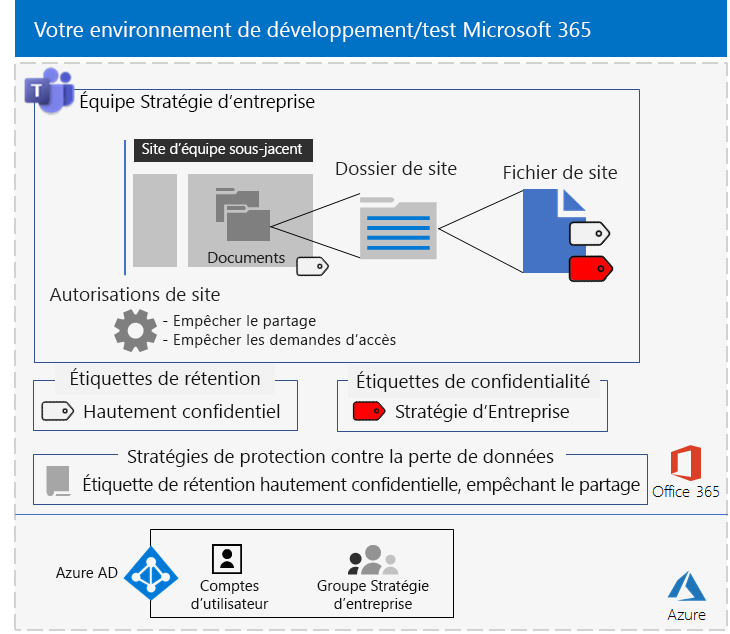 Votre environnement de développement/test Microsoft 365
T
Équipe Stratégie d'entreprise
Site d'équipe sous-jacent
Dossier de site
Fichier de site
Documents
Autorisations de site
- Empêcher le partage
- Empêcher les demandes d'accès
Étiquettes de rétention
Hautement confidentiel
Étiquettes de confidentialité
Stratégie d'Entreprise
Stratégies de protection contre la perte de données
Étiquette de rétention hautement confidentielle, empêchant le partage
Office 365
Azure AD
Comptes
d'utilisateur
Groupe Stratégie
d'entreprise
Azure